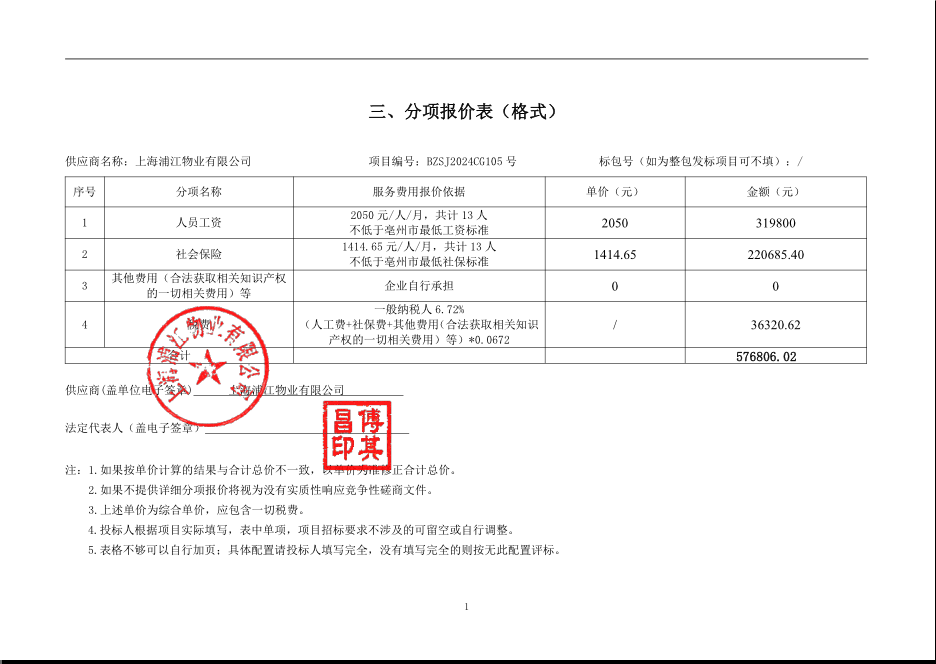 三、分项报价表（格式）
供应商名称：上海浦江物业有限公司 项目编号：BZSJ2024CG105 号 标包号（如为整包发标项目可不填）：/
序号 分项名称 服务费用报价依据 单价（元） 金额（元）
1 人员工资 2050 元/人/月，共计 13 人 2050 319800
不低于亳州市最低工资标准
2 社会保险 1414.65 元/人/月，共计 13 人 1414.65 220685.40
不低于亳州市最低社保标准
3 其他费用（合法获取相关知识产权 企业自行承担 0 0
的一切相关费用）等
4 税费 一般纳税人 6.72% / 36320.62
（人工费+社保费+其他费用（合法获取相关知识
产权的一切相关费用）等）*0.0672
合计 576806.02
供应商(盖单位电子签章) 上海浦江物业有限公司
上海浦江物业有限公司
法定代表人（盖电子签章）
傅其昌印
注：1.如果按单价计算的结果与合计总价不一致，以单价为准修正合计总价。
2.如果不提供详细分项报价将视为没有实质性响应竞争性磋商文件。
3.上述单价为综合单价，应包含一切税费。
4.投标人根据项目实际填写，表中单项，项目招标要求不涉及的可留空或自行调整。
5.表格不够可以自行加页；具体配置请投标人填写完全，没有填写完全的则按无此配置评标。
1